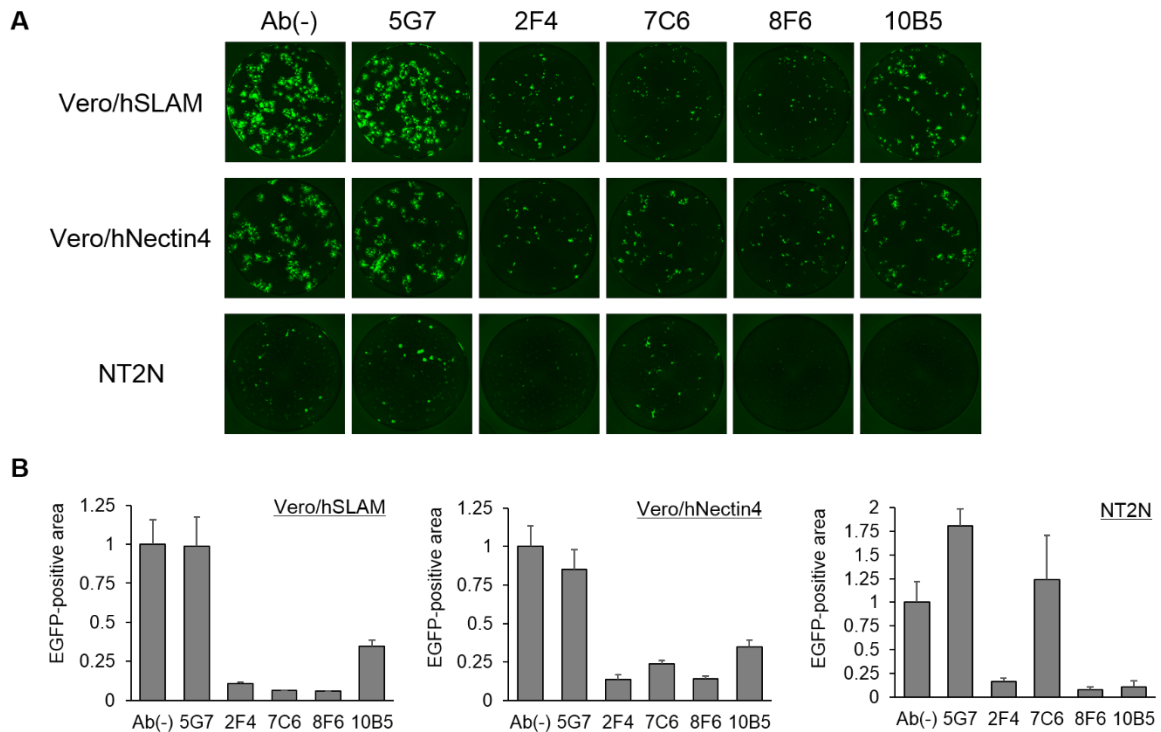 A
Ab(-) 5G7 2F4 7C6 8F6 10B5
Vero/hSLAM
Vero/hNectin4
NT2N
B
Vero/hSLAM
EGFP-positive area
1.25
1
0.75
0.5
0.25
0
Ab(-) 5G7 2F4 7C6 8F6 10B5
Vero/hNectin4
EGFP-positive area
1.25
1
0.75
0.5
0.25
0
Ab(-) 5G7 2F4 7C6 8F6 10B5
NT2N
EGFP-positive area
2
1.75
1.5
1.25
1
0.75
0.5
0.25
0
Ab(-) 5G7 2F4 7C6 8F6 10B5